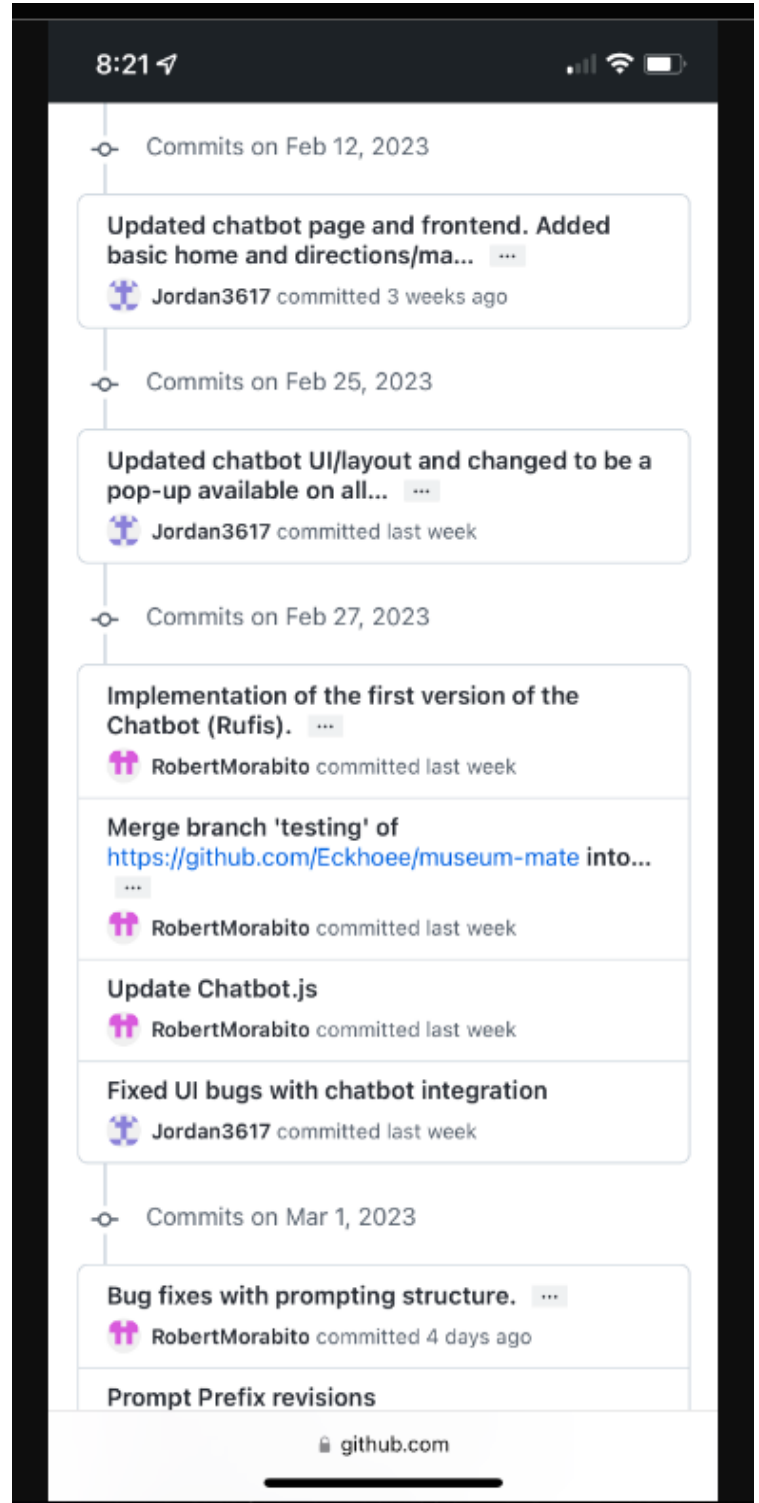 8:21
Commits on Feb 12, 2023
Updated chatbot page and frontend. Added
basic home and directions/ma... ...
Jordan3617 committed 3 weeks ago
Commits on Feb 25, 2023
Updated chatbot UI/layout and changed to be a
pop-up available on all... ...
Jordan3617 committed last week
Commits on Feb 27, 2023
Implementation of the first version of the
Chatbot (Rufis). ...
RobertMorabito committed last week
Merge branch 'testing' of
https://github.com/Eckhoee/museum-mate into...
...
RobertMorabito committed last week
Update Chatbot.js
RobertMorabito committed last week
Fixed UI bugs with chatbot integration
Jordan3617 committed last week
Commits on Mar 1, 2023
Bug fixes with prompting structure. ...
RobertMorabito committed 4 days ago
Prompt Prefix revisions
github.com